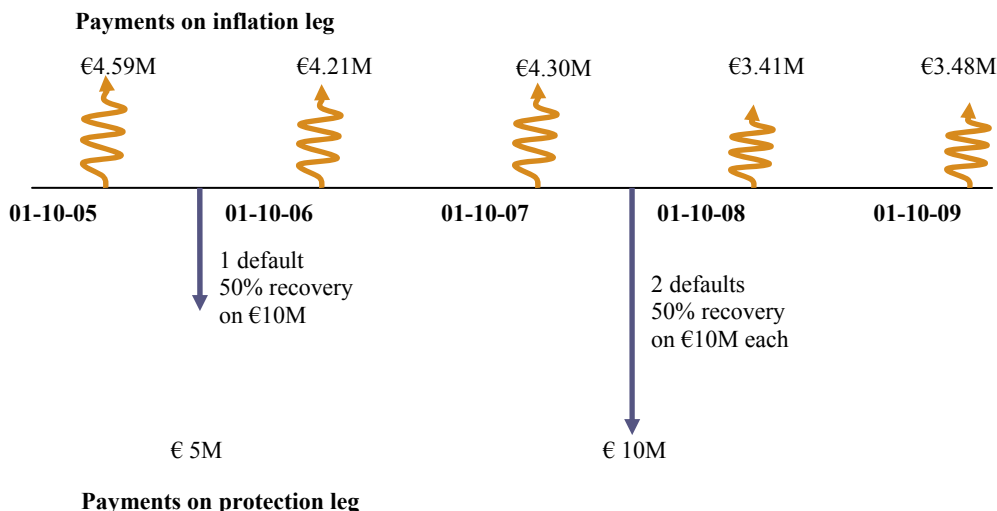 Payments on inflation leg
€4.59M €4.21M €4.30M €3.41M €3.48M
01-10-05 01-10-06 01-10-07 01-10-08 01-10-09
1 default
50% recovery
on €10M
2 defaults
50% recovery
on €10M each
€ 5M € 10M
Payments on protection leg